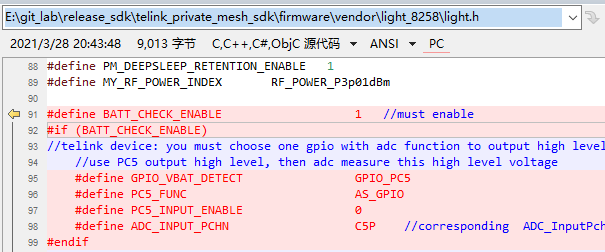 E:\git_lab\release_sdk\telink_private_mesh_sdk\firmware\vendor\light_8258\light.h
2021/3/28 20:43:48 9,013 字节 C,C++,C#,ObjC 源代码 ANSI PC
88 #define PM_DEEPSLEEP_RETENTION_ENABLE 1
89 #define MY_RF_POWER_INDEX RF_POWER_P3p01dBm
90
91 #define BATT_CHECK_ENABLE 1 //must enable
92 #if (BATT_CHECK_ENABLE)
93 //telink device: you must choose one gpio with adc function to output high level
94 //use PC5 output high level, then adc measure this high level voltage
95 #define GPIO_VBAT_DETECT GPIO_PC5
96 #define PC5_FUNC AS_GPIO
97 #define PC5_INPUT_ENABLE 0
98 #define ADC_INPUT_PCHN C5P //corresponding ADC_InputPch
99 #endif